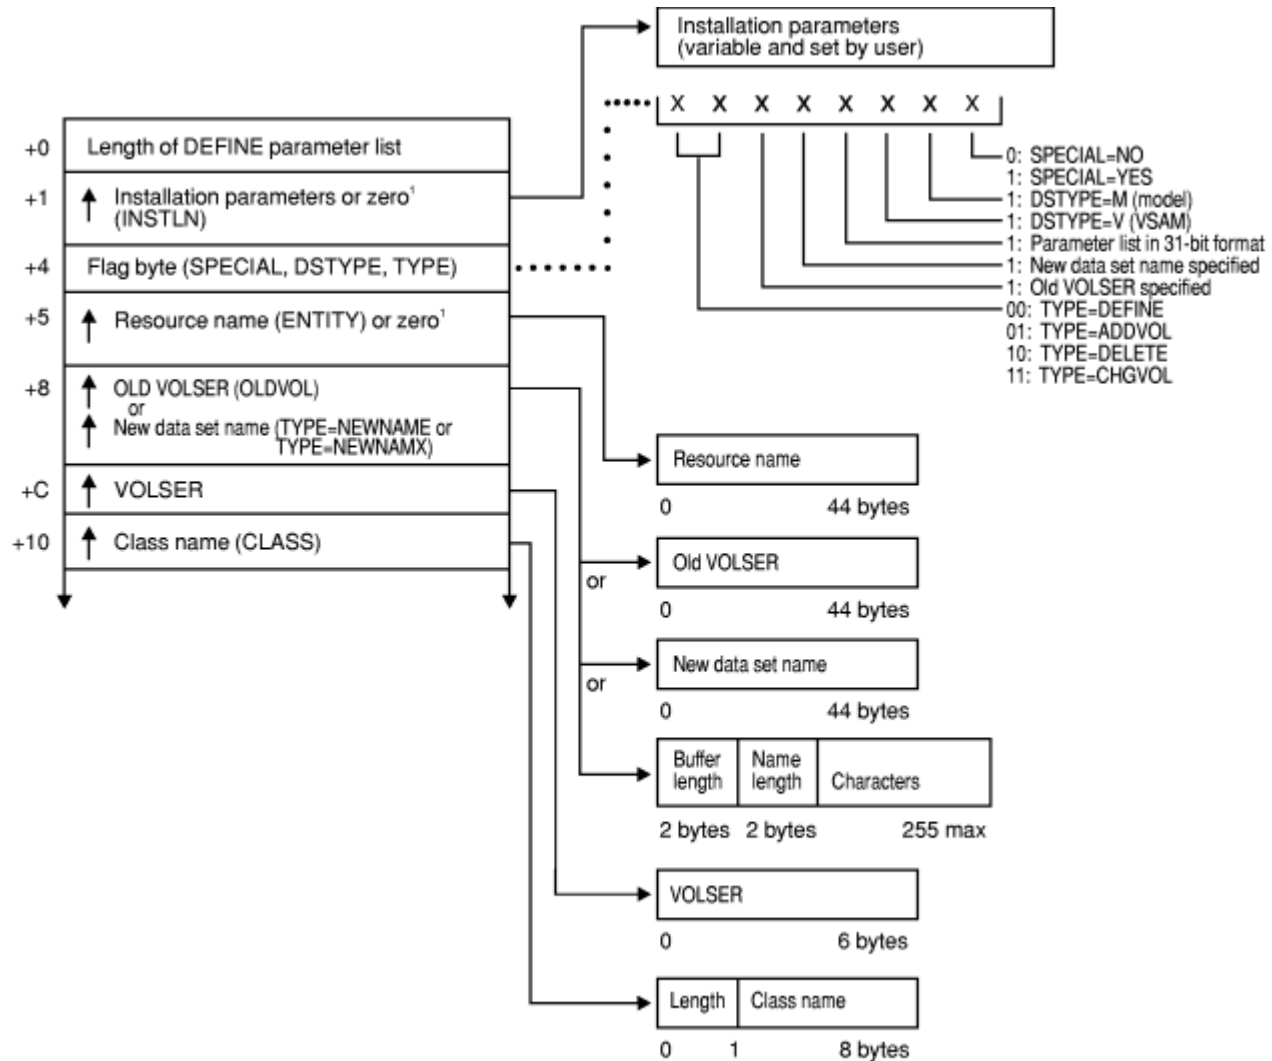 Installation parameters
(variable and set by user)
X X X X X X X X
+0 Length of DEFINE parameter list
+1 Installation parameters or zero¹
(INSTLN)
+4 Flag byte (SPECIAL, DSTYPE, TYPE)
+5 Resource name (ENTITY) or zero¹
+8 OLD VOLSER (OLDVOL)
or
New data set name (TYPE=NEWNAME or
TYPE=NEWNAMX)
+C VOLSER
+10 Class name (CLASS)
0: SPECIAL=NO
1: SPECIAL=YES
1: DSTYPE=M (model)
1: DSTYPE=V (VSAM)
1: Parameter list in 31-bit format
1: New data set name specified
1: Old VOLSER specified
00: TYPE=DEFINE
01: TYPE=ADDVOL
10: TYPE=DELETE
11: TYPE=CHGVOL
Resource name
0 44 bytes
Old VOLSER
or
0 44 bytes
New data set name
or
0 44 bytes
Buffer length
Name length
Characters
2 bytes 2 bytes 255 max
VOLSER
0 6 bytes
Length Class name
0 1 8 bytes